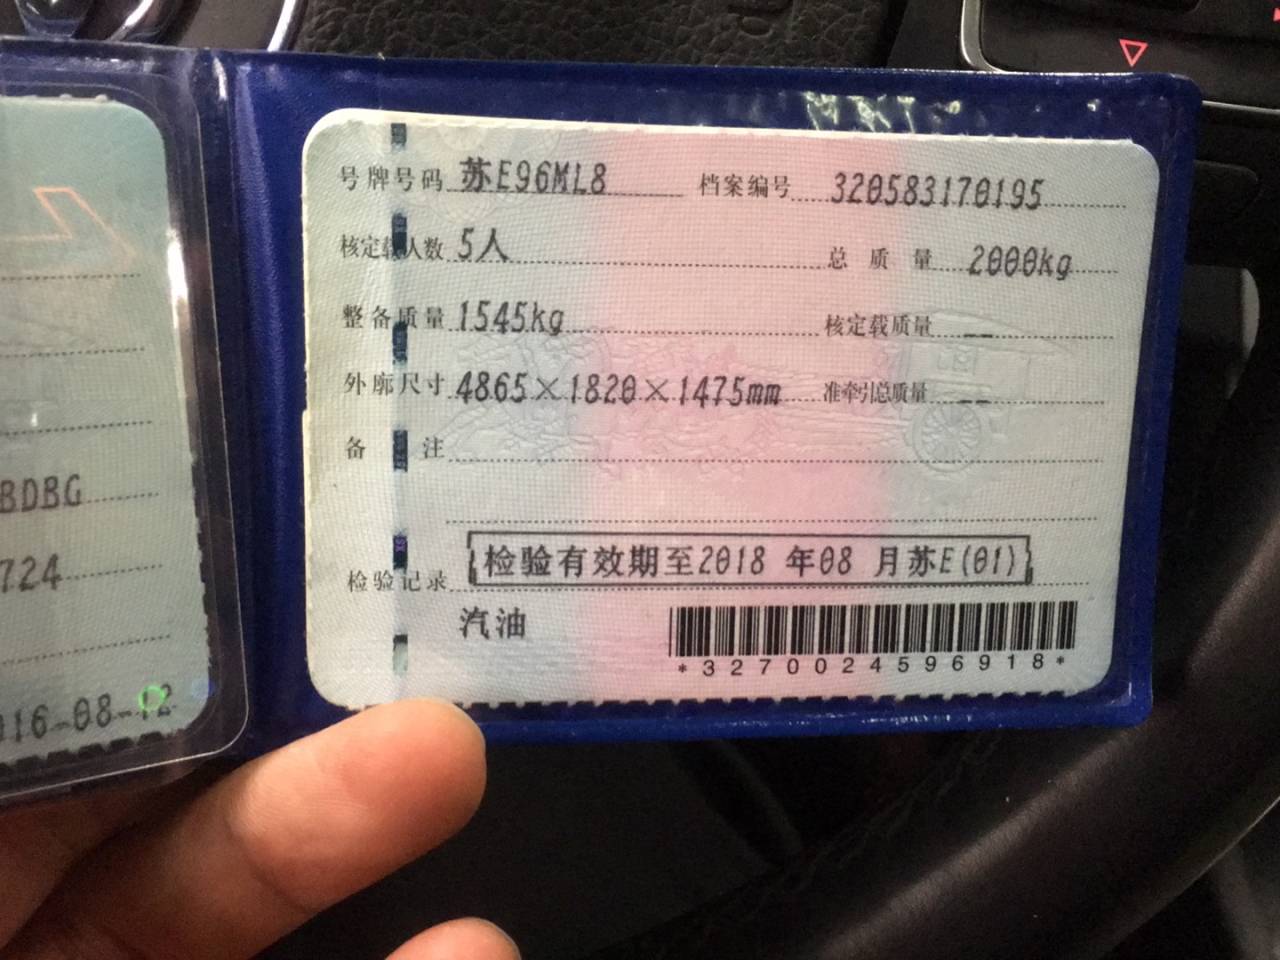 号牌号码 苏E96ML8 档案编号 320583170195
核定载人数 5人 总质量 2000kg
整备质量 1545kg 核定载质量 --
外廓尺寸 4865×1820×1475mm 准牵引总质量 --
备注
检验记录 检验有效期至2018 年08 月苏E(01)
汽油
*3270024596918*
BDBG
724
016-08-12